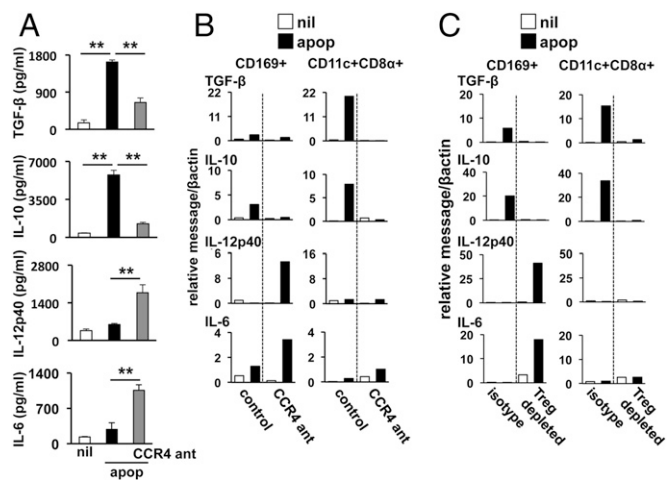 A
1800
900
0
TGF-β (pg/ml)
** **
7000
3500
0
IL-10 (pg/ml)
** **
2800
1400
0
IL-12p40 (pg/ml)
**
1400
700
0
IL-6 (pg/ml)
**
nil
CCR4 ant
apop
B
nil
apop
CD169+ CD11c+CD8α+
relative message/βactin
TGF-β
22 22
11 11
0 0
IL-10
10 10
5 5
0 0
IL-12p40
6 16
3 8
0 0
IL-6
4 4
2 2
0 0
control CCR4 ant control CCR4 ant
C
nil
apop
CD169+ CD11c+CD8α+
relative message/βactin
TGF-β
20 20
10 10
0 0
IL-10
40 40
20 20
0 0
IL-12p40
50 50
25 25
0 0
IL-6
20 20
10 10
0 0
isotype Treg depleted isotype Treg depleted